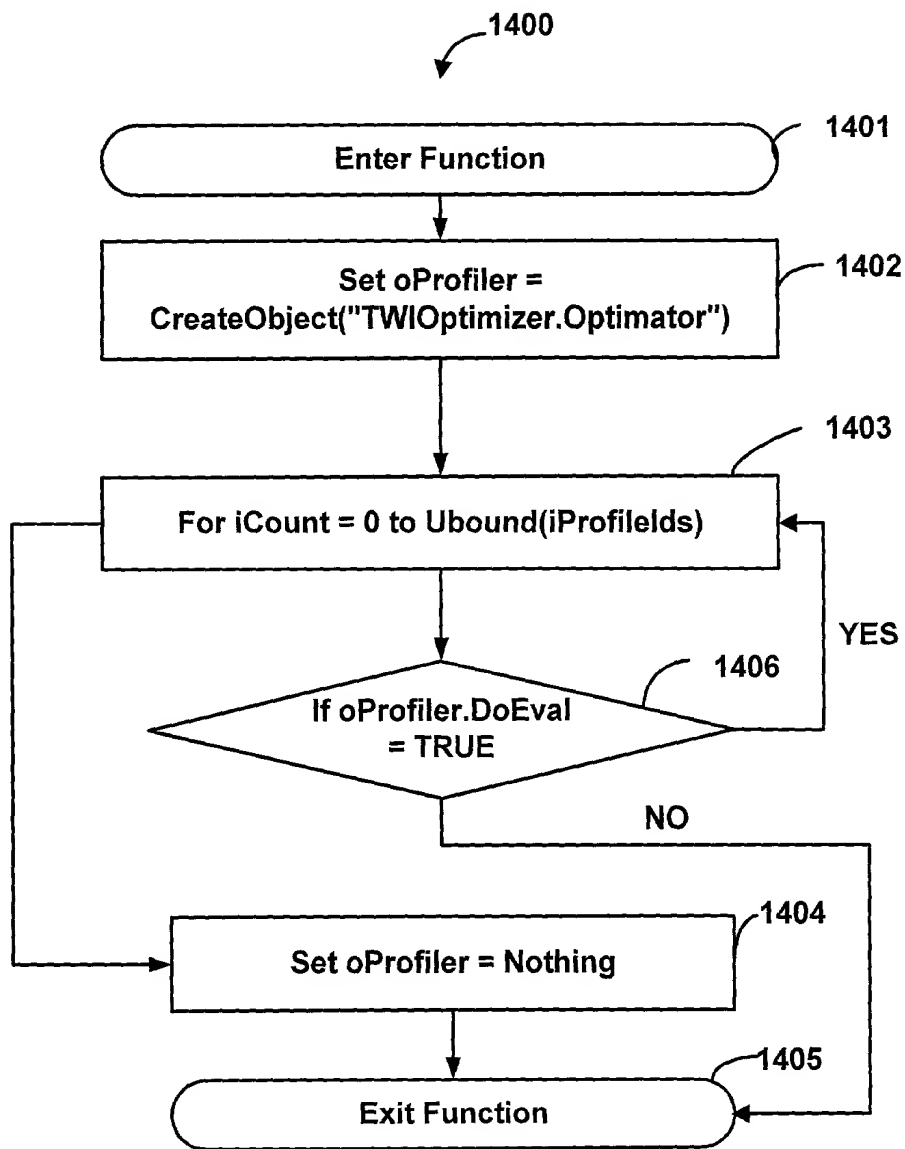 1400
1401
Enter Function
1402
Set oProfiler =
CreateObject("TWIOptimizer.Optimator")
1403
For iCount = 0 to Ubound(iProfileIds)
YES
1406
If oProfiler.DoEval
= TRUE
NO
1404
Set oProfiler = Nothing
1405
Exit Function